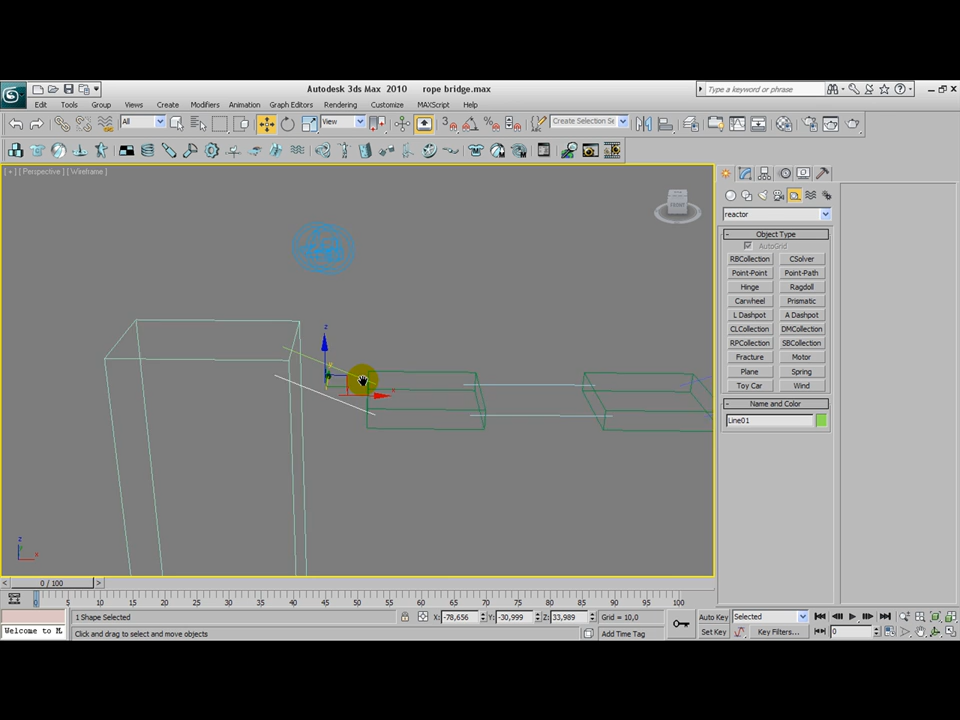 Autodesk 3ds Max 2010 rope bridge.max
Type a keyword or phrase
Edit Tools Group Views Create Modifiers Animation Graph Editors Rendering Customize MAXScript Help
All View Create Selection Se
[ + ] [ Perspective ] [ Wireframe ]
FRONT
reactor
- Object Type
AutoGrid
RBCollection CSolver
Point-Point Point-Path
Hinge Ragdoll
Carwheel Prismatic
L Dashpot A Dashpot
CLCollection DMCollection
RPCollection SBCollection
Fracture Motor
Plane Spring
Toy Car Wind
- Name and Color
Line01
z
x
z
x
< 0 / 100 >
0 5 10 15 20 25 30 35 40 45 50 55 60 65 70 75 80 85 90 95 100
1 Shape Selected X: -78,656 Y: -30,999 Z: 33,989 Grid = 10,0 Auto Key Selected
Welcome to M Click and drag to select and move objects Add Time Tag Set Key Key Filters... 0